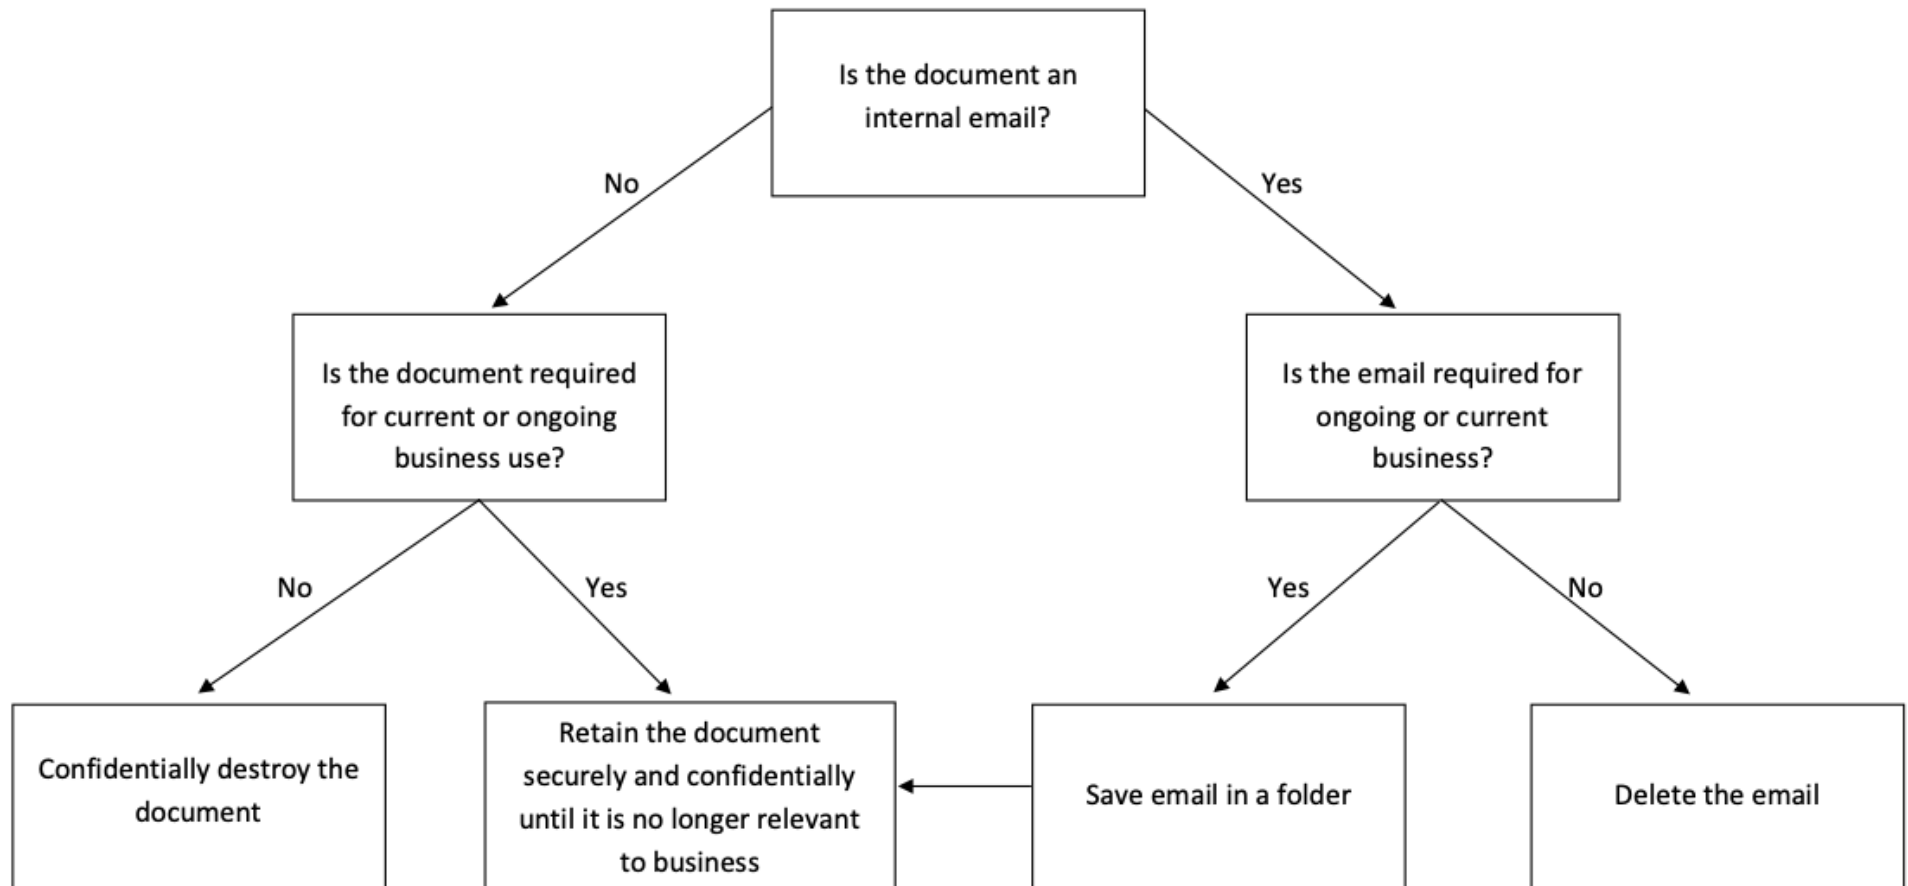 Is the document an
internal email?
No
Yes
Is the document required
for current or ongoing
business use?
Is the email required for
ongoing or current
business?
No
Yes
Yes
No
Confidentially destroy the
document
Retain the document
securely and confidentially
until it is no longer relevant
to business
Save email in a folder
Delete the email